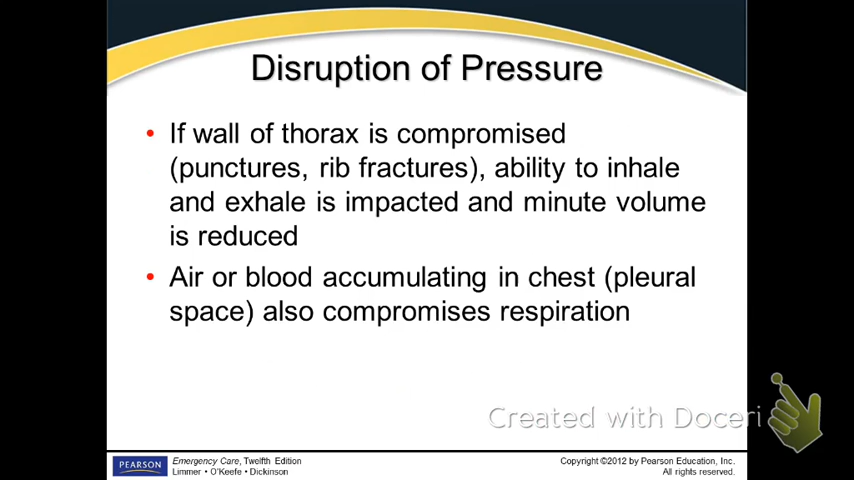 Disruption of Pressure
• If wall of thorax is compromised
(punctures, rib fractures), ability to inhale
and exhale is impacted and minute volume
is reduced
• Air or blood accumulating in chest (pleural
space) also compromises respiration
Created with Doceri
PEARSON
Emergency Care, Twelfth Edition
Limmer • O'Keefe • Dickinson
Copyright ©2012 by Pearson Education, Inc.
All rights reserved.